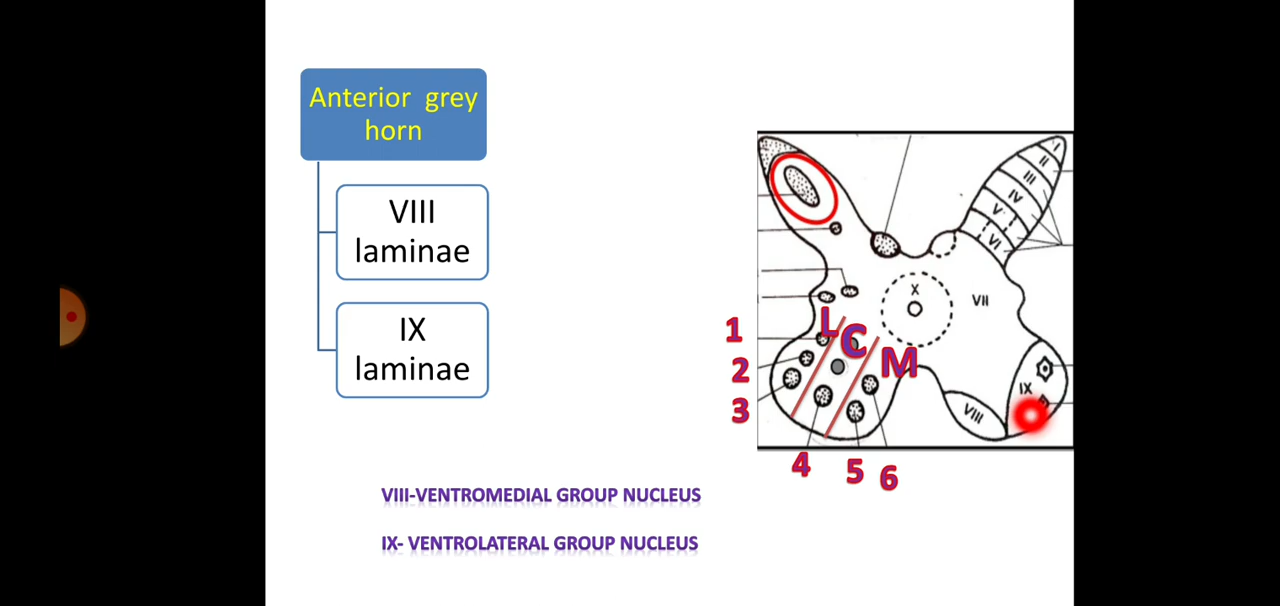 Anterior grey
horn
VIII
laminae
IX
laminae
I
II
III
IV
V
VI
X
VII
L
C
M
1
2
3
IX
VIII
4
5
6
VIII-VENTROMEDIAL GROUP NUCLEUS
IX- VENTROLATERAL GROUP NUCLEUS